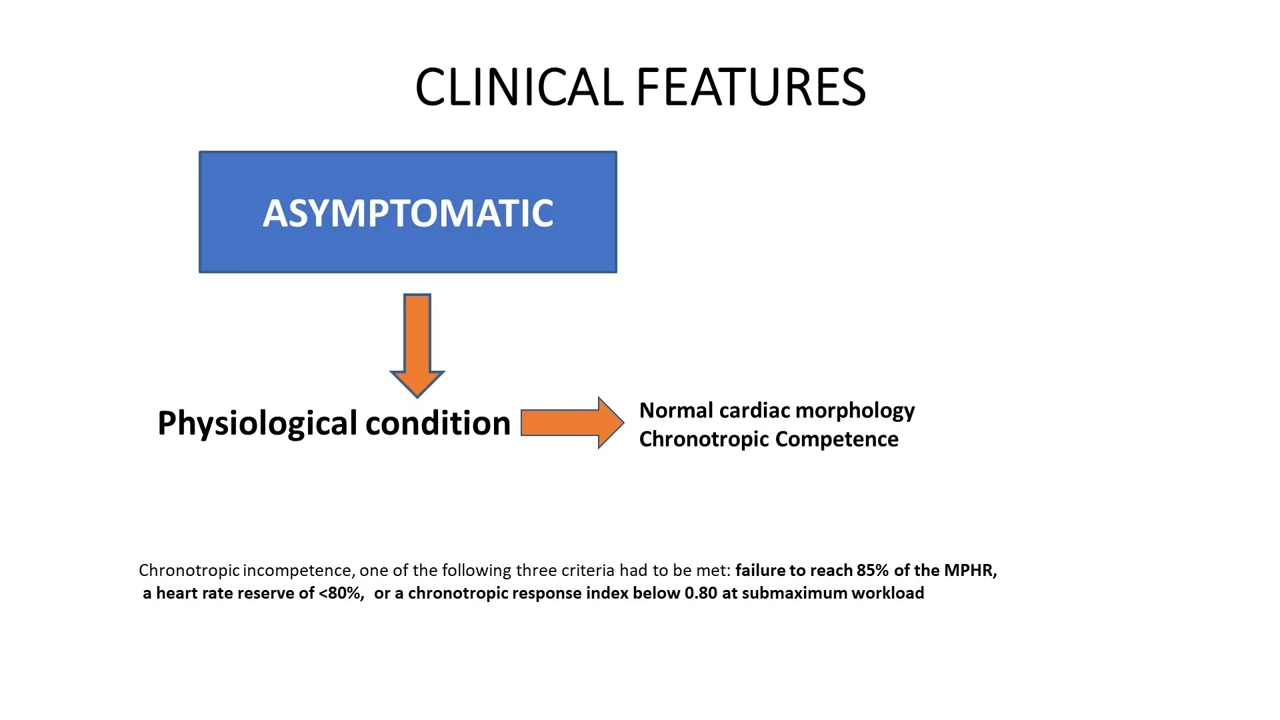 CLINICAL FEATURES
ASYMPTOMATIC
Physiological condition
Normal cardiac morphology
Chronotropic Competence
Chronotropic incompetence, one of the following three criteria had to be met: failure to reach 85% of the MPHR,
a heart rate reserve of <80%, or a chronotropic response index below 0.80 at submaximum workload